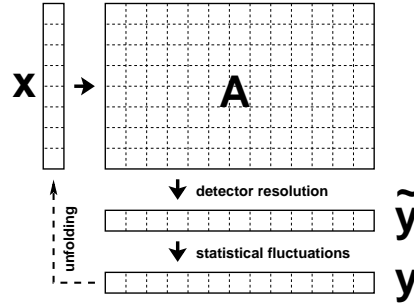 x
A
detector resolution
ỹ
statistical fluctuations
unfolding
y